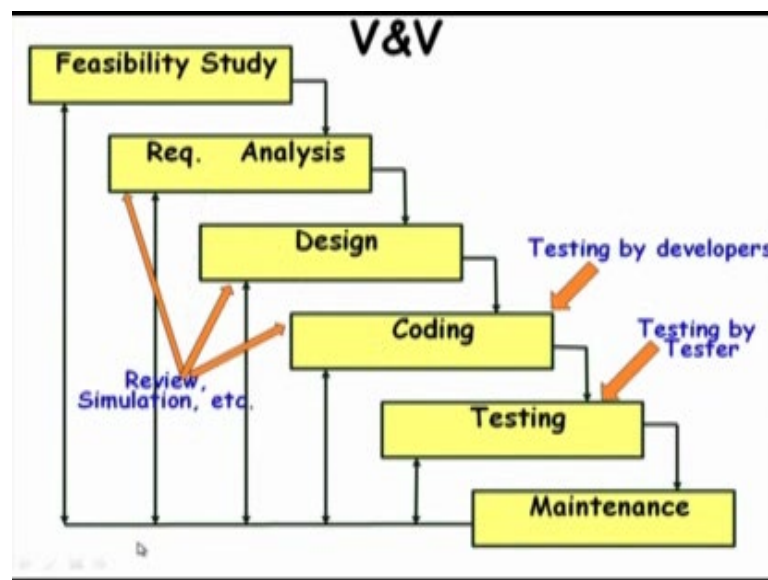 V&V
Feasibility Study
Req. Analysis
Design
Testing by developers
Coding
Testing by
Tester
Review,
Simulation, etc.
Testing
Maintenance